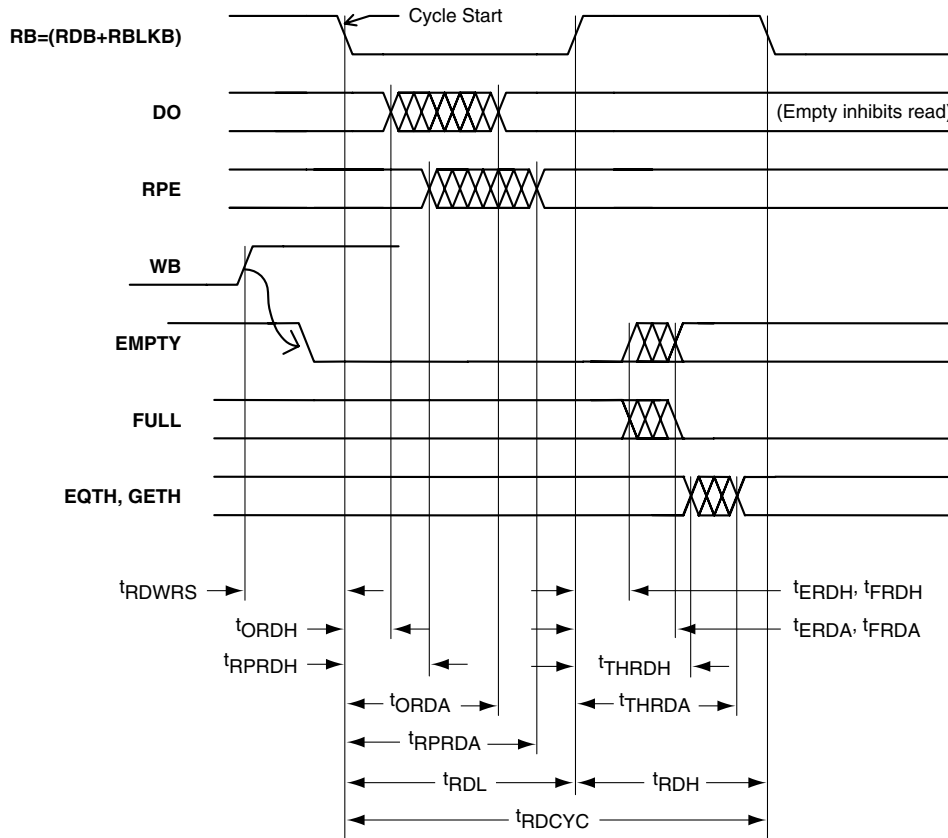 Cycle Start
RB=(RDB+RBLKB)
DO
(Empty inhibits read)
RPE
WB
EMPTY
FULL
EQTH, GETH
tRDWRS
tERDH, tFRDH
tORDH
tERDA, tFRDA
tRPRDH
tTHRDH
tORDA
tTHRDA
tRPRDA
tRDL
tRDH
tRDCYC